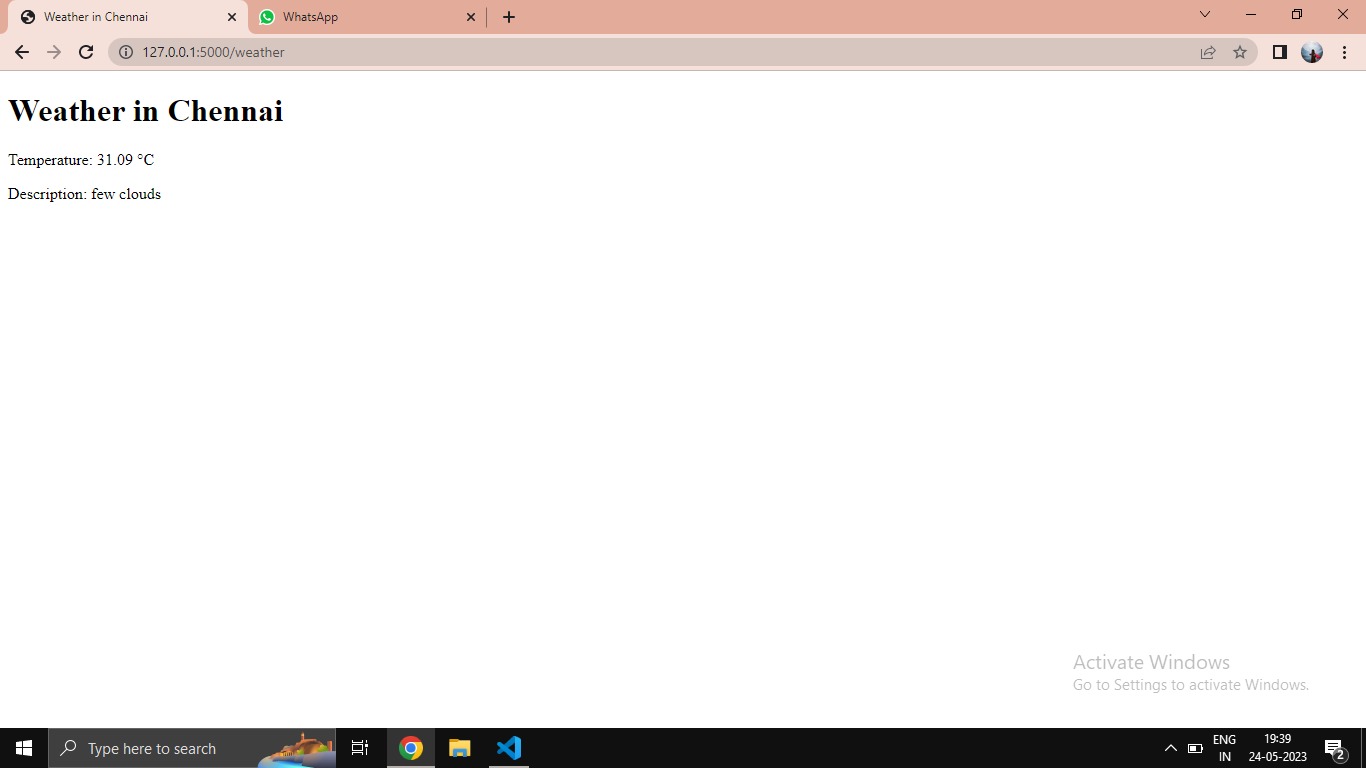 Weather in Chennai
WhatsApp
127.0.0.1:5000/weather
Weather in Chennai
Temperature: 31.09 °C
Description: few clouds
Activate Windows
Go to Settings to activate Windows.
Type here to search
ENG
IN
19:39
24-05-2023
2